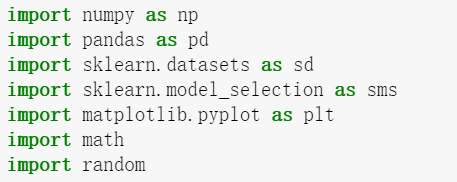 import numpy as np
import pandas as pd
import sklearn.datasets as sd
import sklearn.model_selection as sms
import matplotlib.pyplot as plt
import math
import random